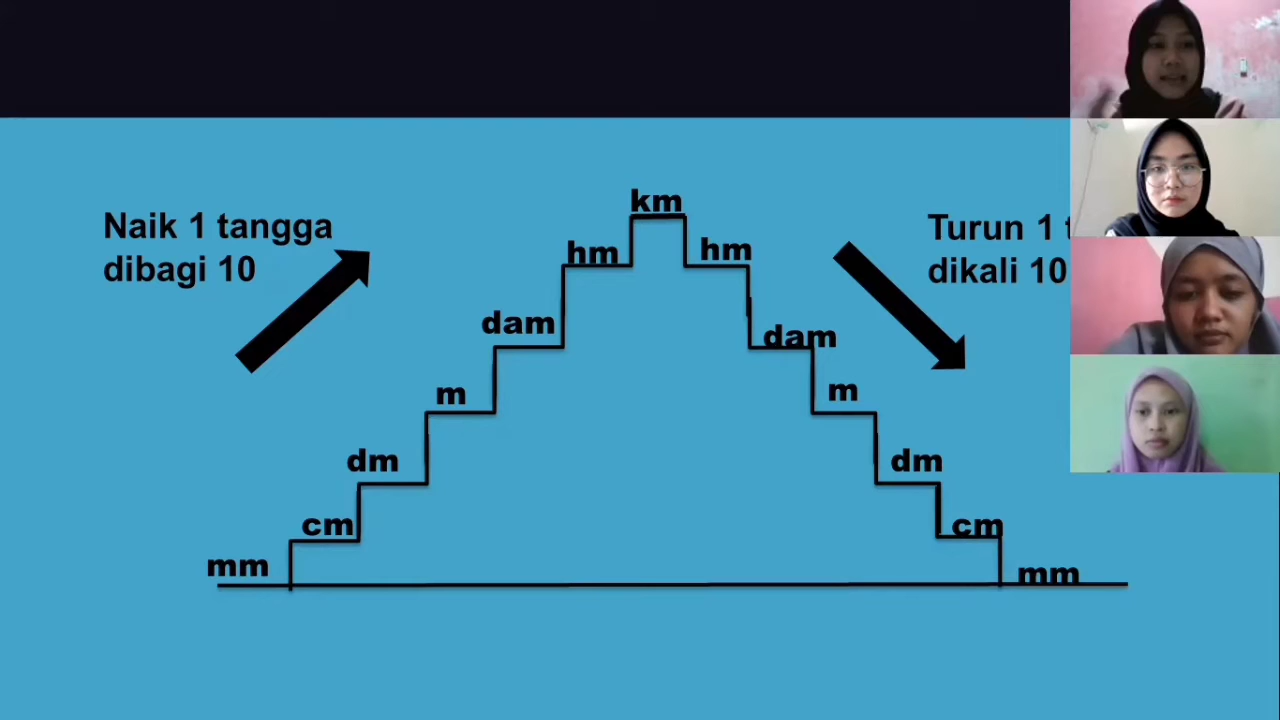 Naik 1 tangga
dibagi 10
Turun 1
dikali 10
km
hm
hm
dam
dam
m
m
dm
dm
cm
cm
mm
mm